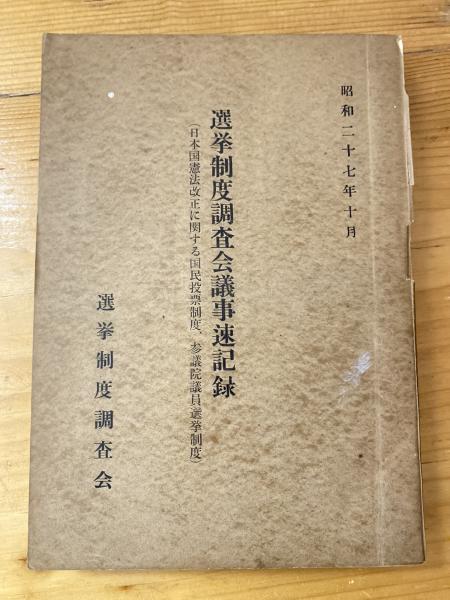 昭和二十七年十月
選挙制度調査会議事速記録
(日本国憲法改正に関する国民投票制度、参議院議員選挙制度)
選挙制度調査会